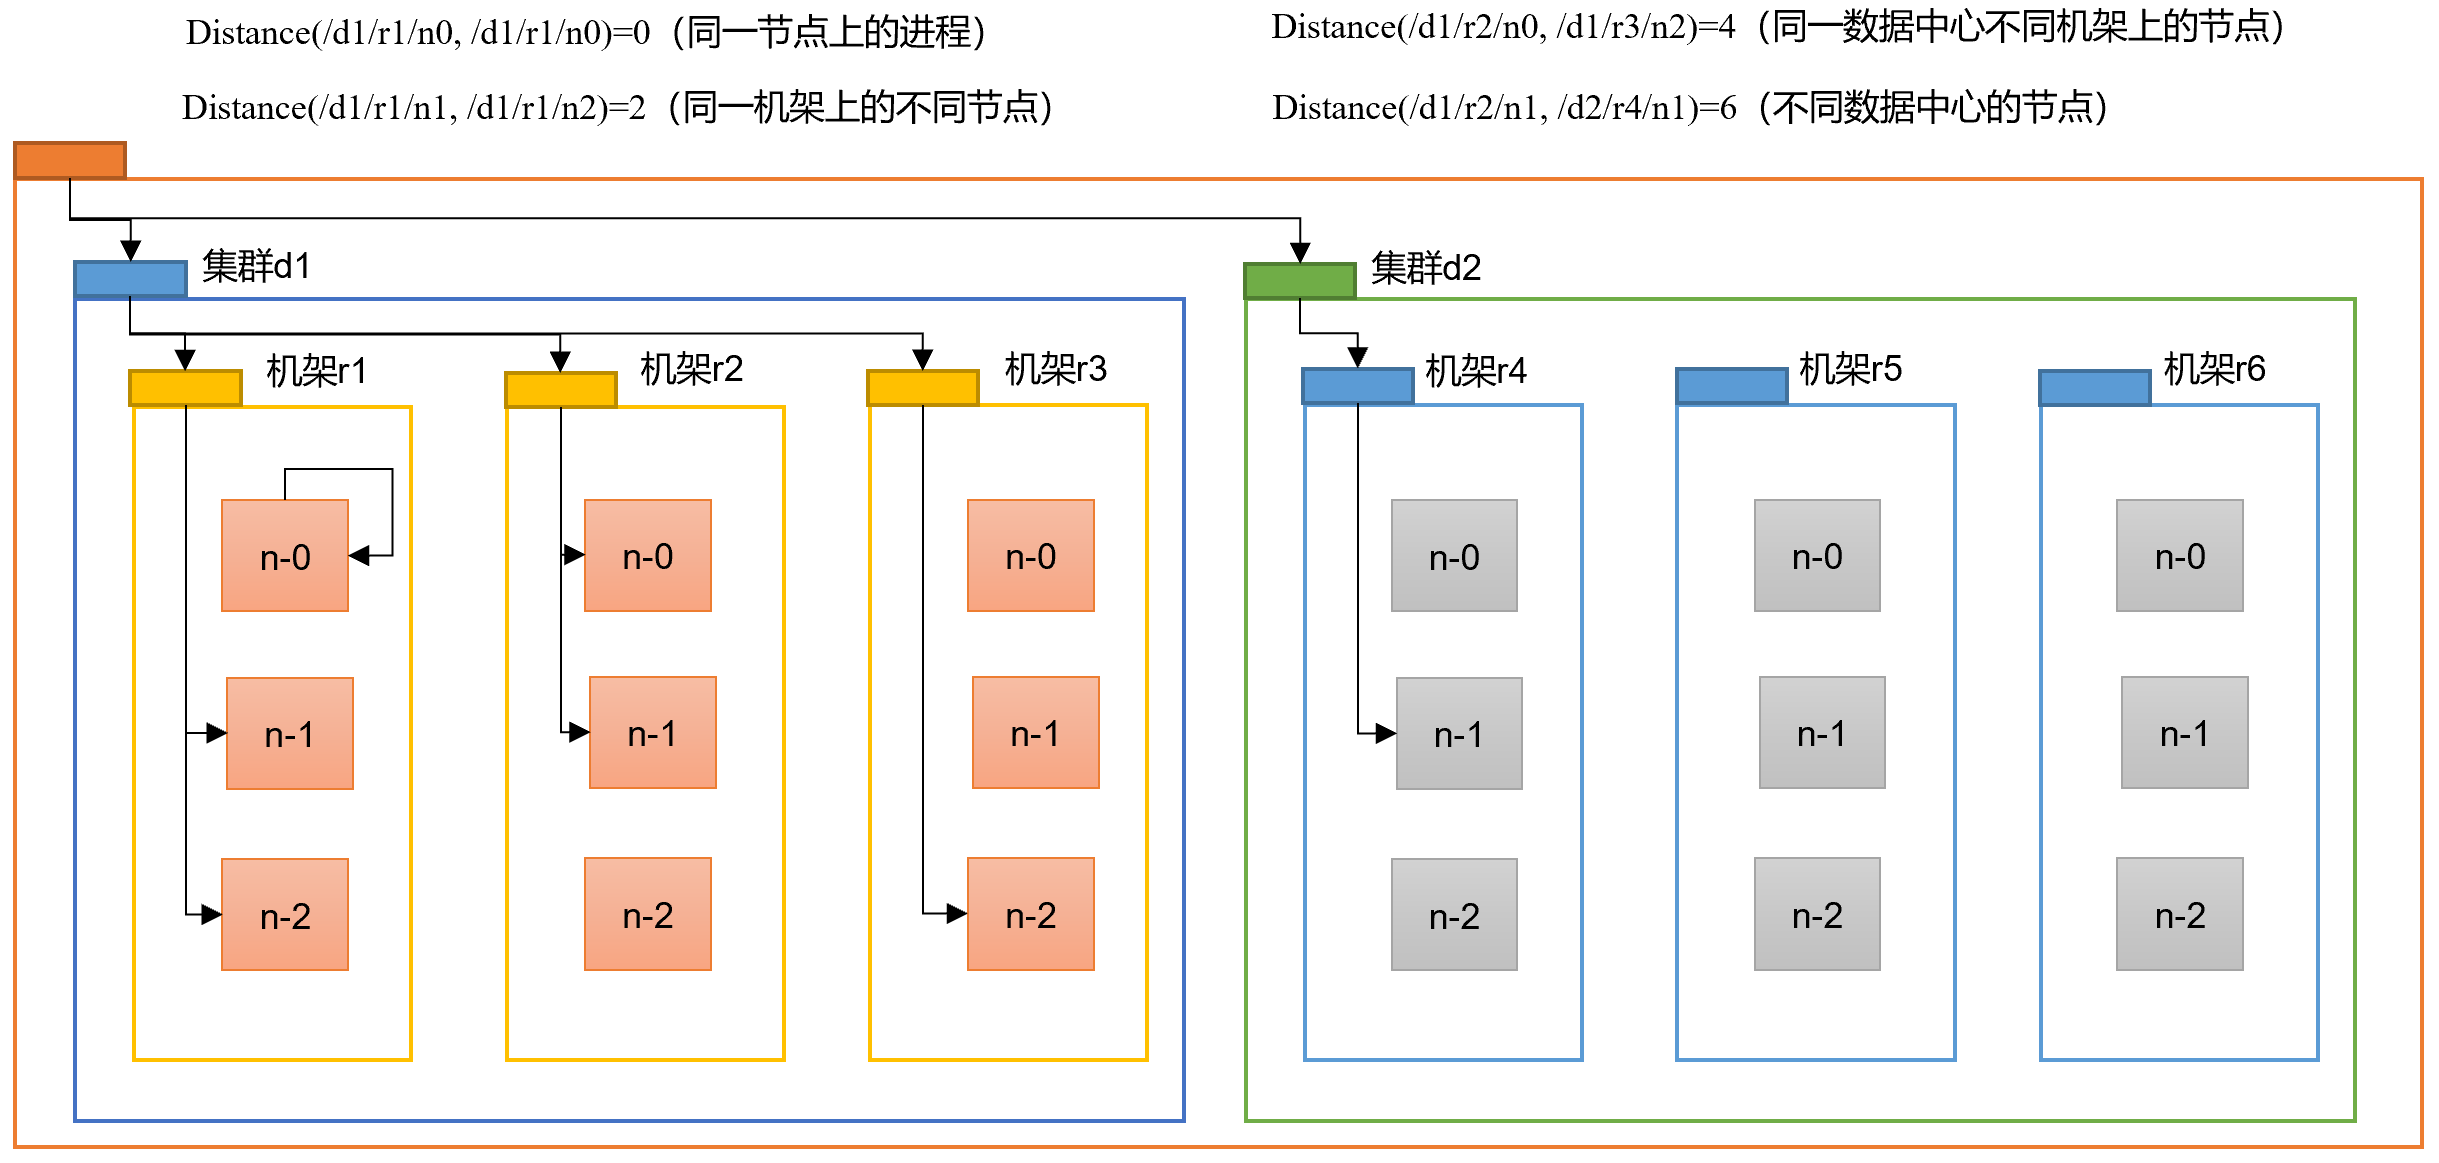 Distance(/d1/r1/n0, /d1/r1/n0)=0（同一节点上的进程）
Distance(/d1/r2/n0, /d1/r3/n2)=4（同一数据中心不同机架上的节点）
Distance(/d1/r1/n1, /d1/r1/n2)=2（同一机架上的不同节点）
Distance(/d1/r2/n1, /d2/r4/n1)=6（不同数据中心的节点）
集群d1
集群d2
机架r1
机架r2
机架r3
机架r4
机架r5
机架r6
n-0
n-0
n-0
n-0
n-0
n-0
n-1
n-1
n-1
n-1
n-1
n-1
n-2
n-2
n-2
n-2
n-2
n-2